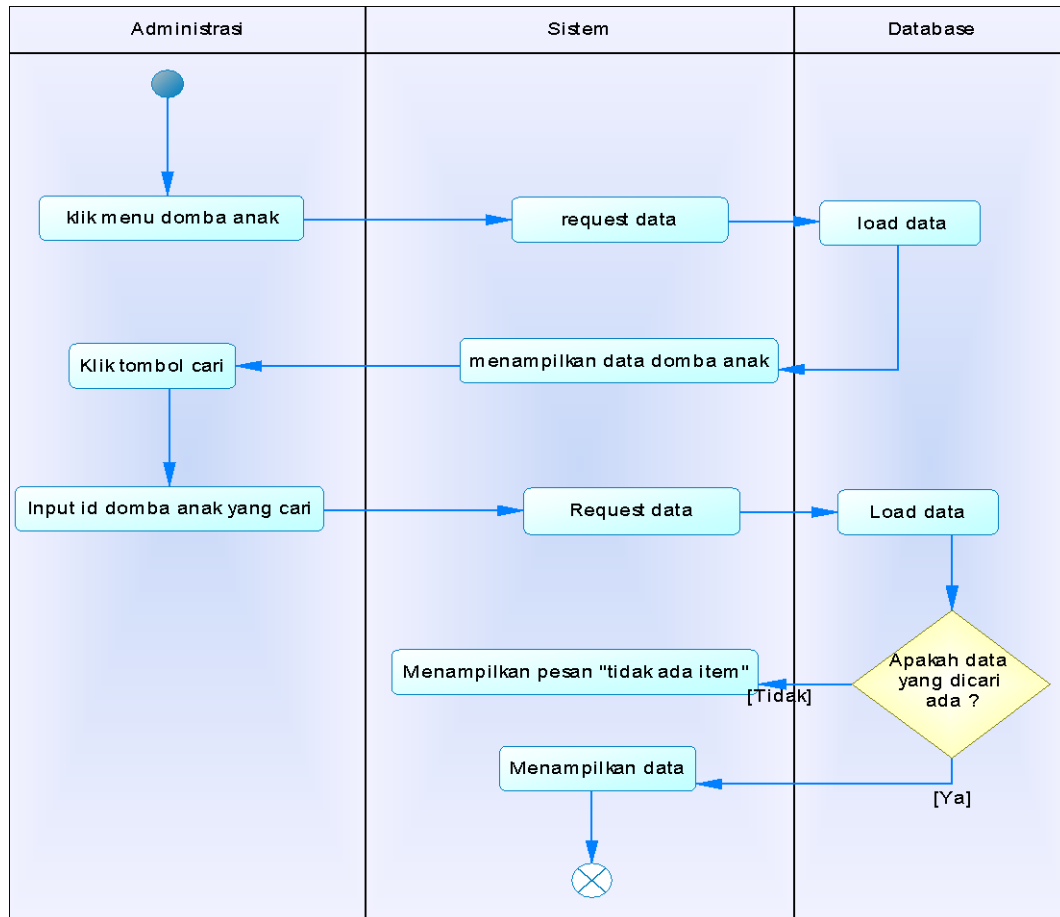 Administrasi
Sistem
Database
klik menu domba anak
request data
load data
Klik tombol cari
menampilkan data domba anak
Input id domba anak yang cari
Request data
Load data
Apakah data
yang dicari
ada ?
Menampilkan pesan "tidak ada item"
[Tidak]
Menampilkan data
[Ya]